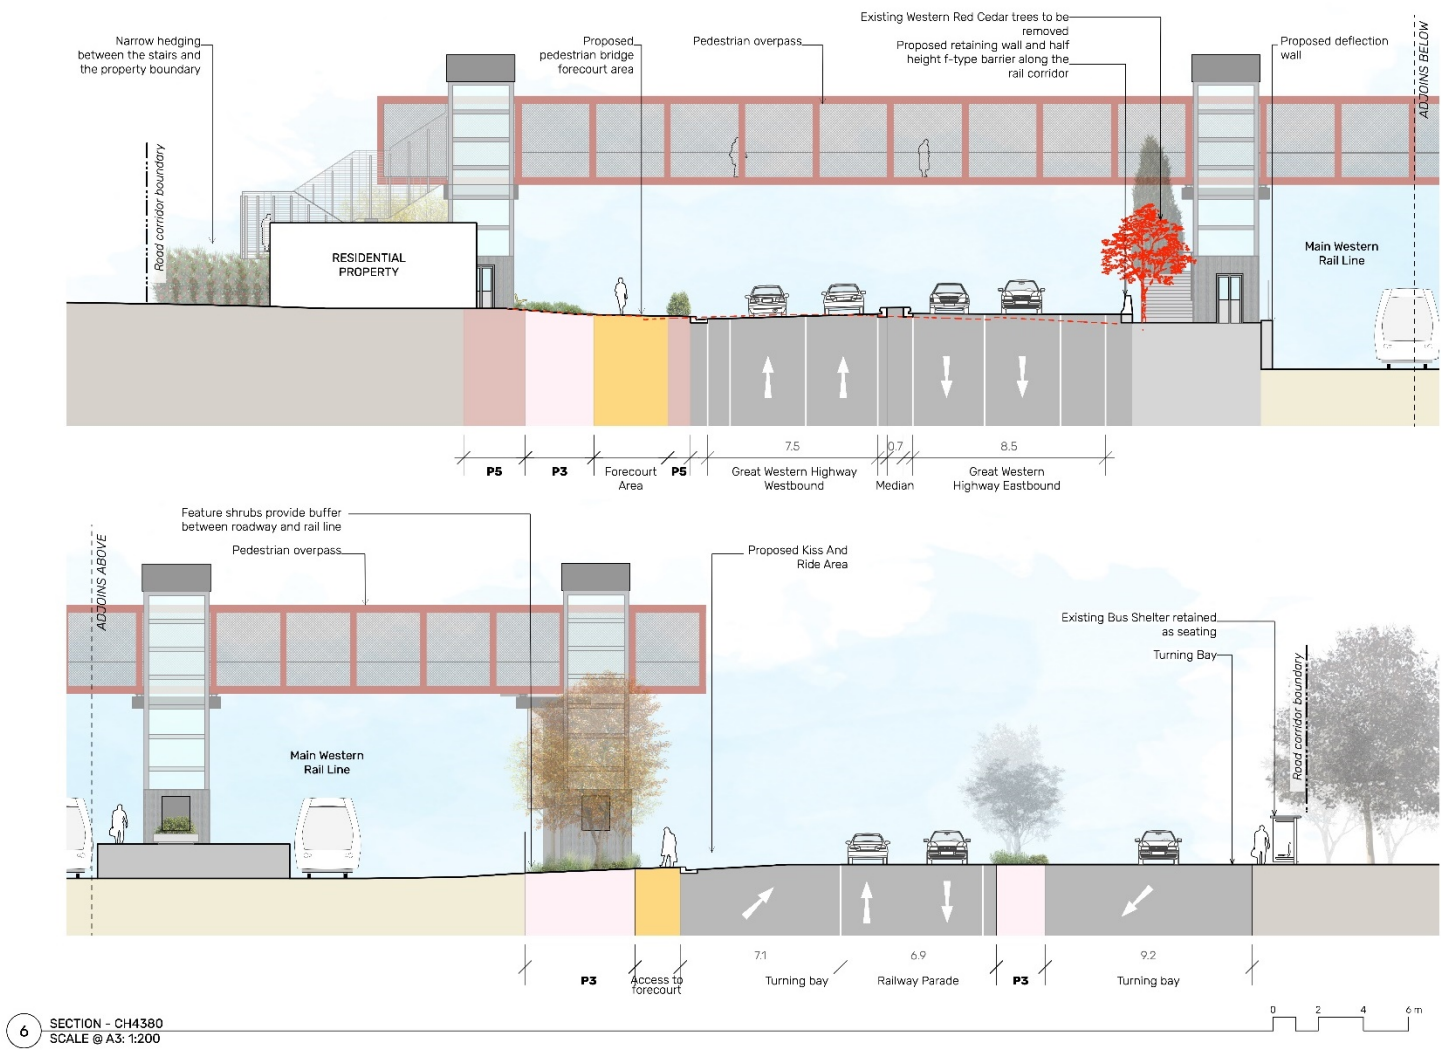 Narrow hedging
between the stairs and
the property boundary
Proposed
pedestrian bridge
forecourt area
Pedestrian overpass
Existing Western Red Cedar trees to be
removed
Proposed retaining wall and half
height f-type barrier along the
rail corridor
Proposed deflection
wall
ADJOINS BELOW
Road corridor boundary
RESIDENTIAL
PROPERTY
Main Western
Rail Line
7.5
0.7
8.5
P5
P3
Forecourt
Area
P5
Great Western Highway
Westbound
Median
Great Western
Highway Eastbound
Feature shrubs provide buffer
between roadway and rail line
Pedestrian overpass
ADJOINS ABOVE
Proposed Kiss And
Ride Area
Existing Bus Shelter retained
as seating
Turning Bay
Road corridor boundary
Main Western
Rail Line
7.1
6.9
9.2
P3
Access to
forecourt
Turning bay
Railway Parade
P3
Turning bay
6
SECTION - CH4380
SCALE @ A3: 1:200
0 2 4 6 m